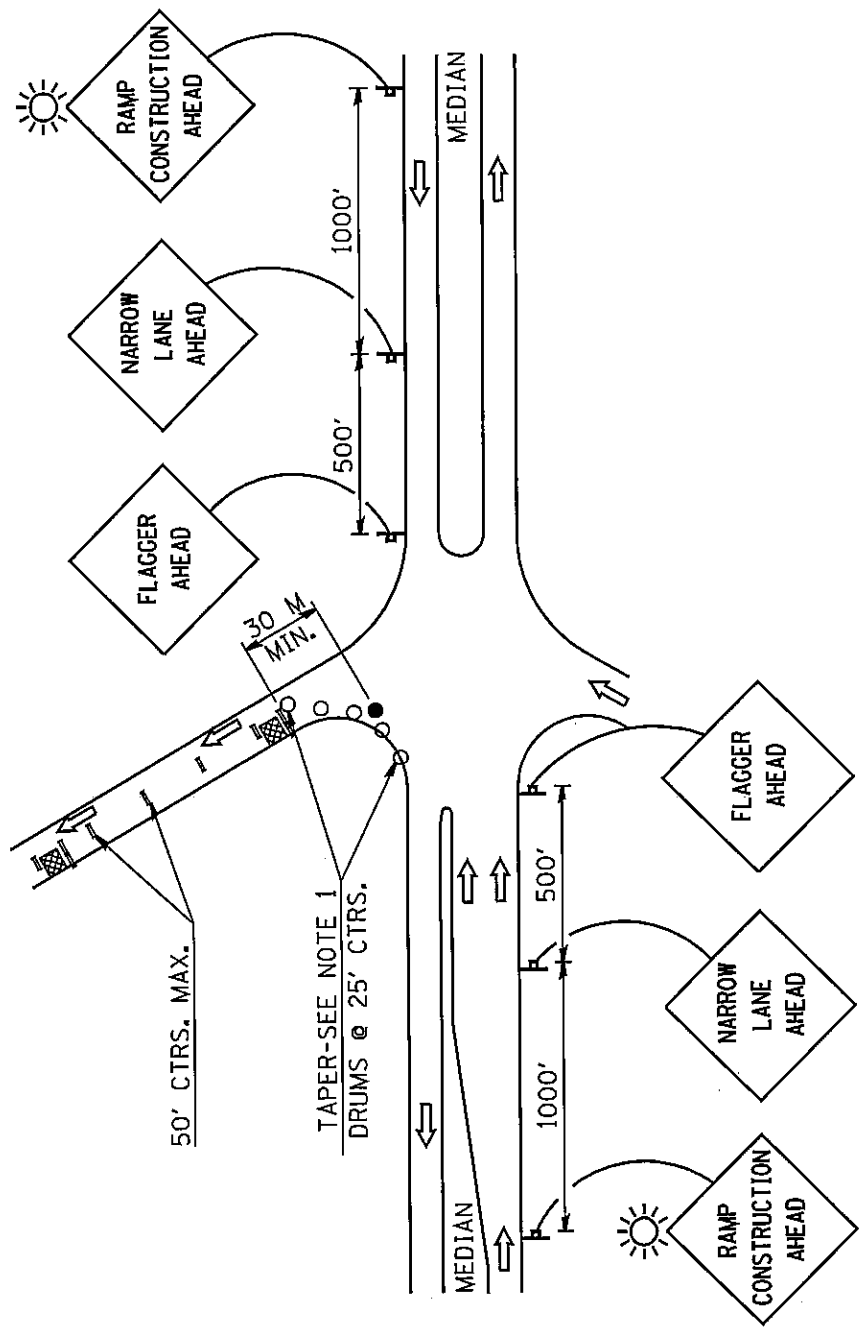 RAMP
CONSTRUCTION
AHEAD
NARROW
LANE
AHEAD
FLAGGER
AHEAD
1000'
500'
30 M
MIN.
MEDIAN
50' CTRS. MAX.
TAPER-SEE NOTE 1
DRUMS @ 25' CTRS.
MEDIAN
1000'
500'
RAMP
CONSTRUCTION
AHEAD
NARROW
LANE
AHEAD
FLAGGER
AHEAD